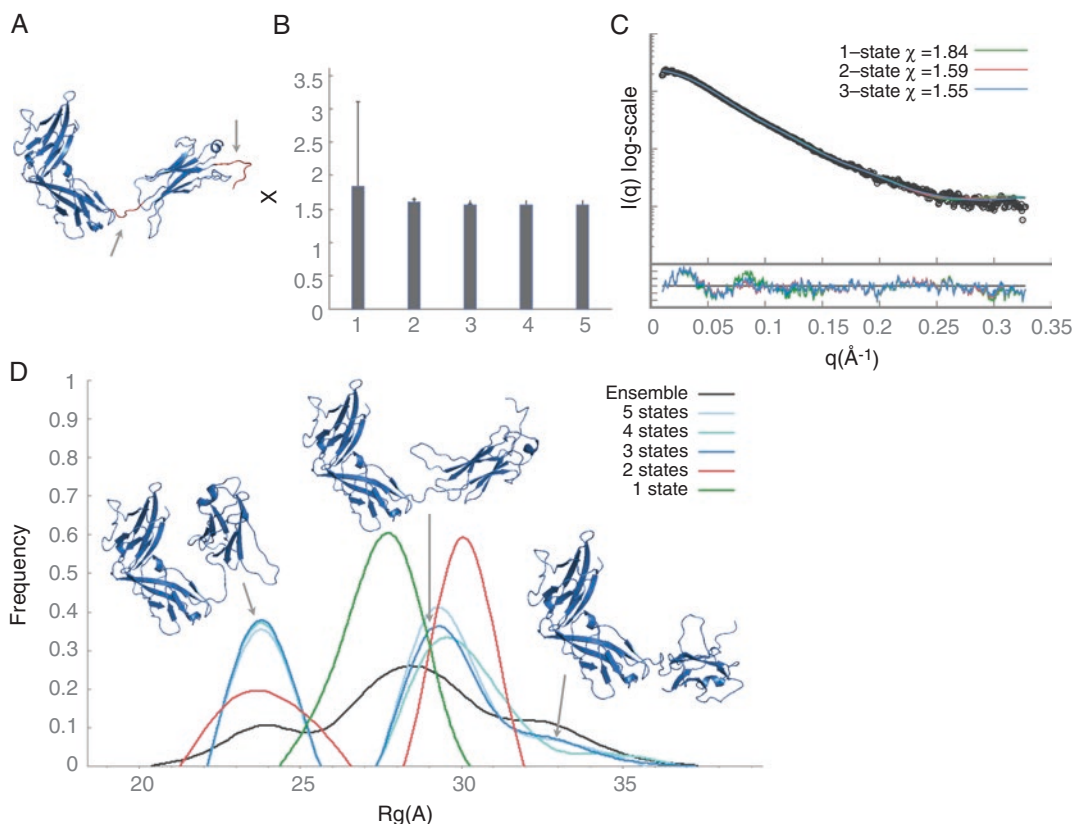 A
B
X
3.5
3
2.5
2
1.5
1
0.5
0
1 2 3 4 5
C
1–state χ =1.84
2–state χ =1.59
3–state χ =1.55
I(q) log-scale
0 0.05 0.1 0.15 0.2 0.25 0.3 0.35
q(Å⁻¹)
D
Ensemble
5 states
4 states
3 states
2 states
1 state
Frequency
1
0.9
0.8
0.7
0.6
0.5
0.4
0.3
0.2
0.1
0
20 25 30 35
Rg(A)